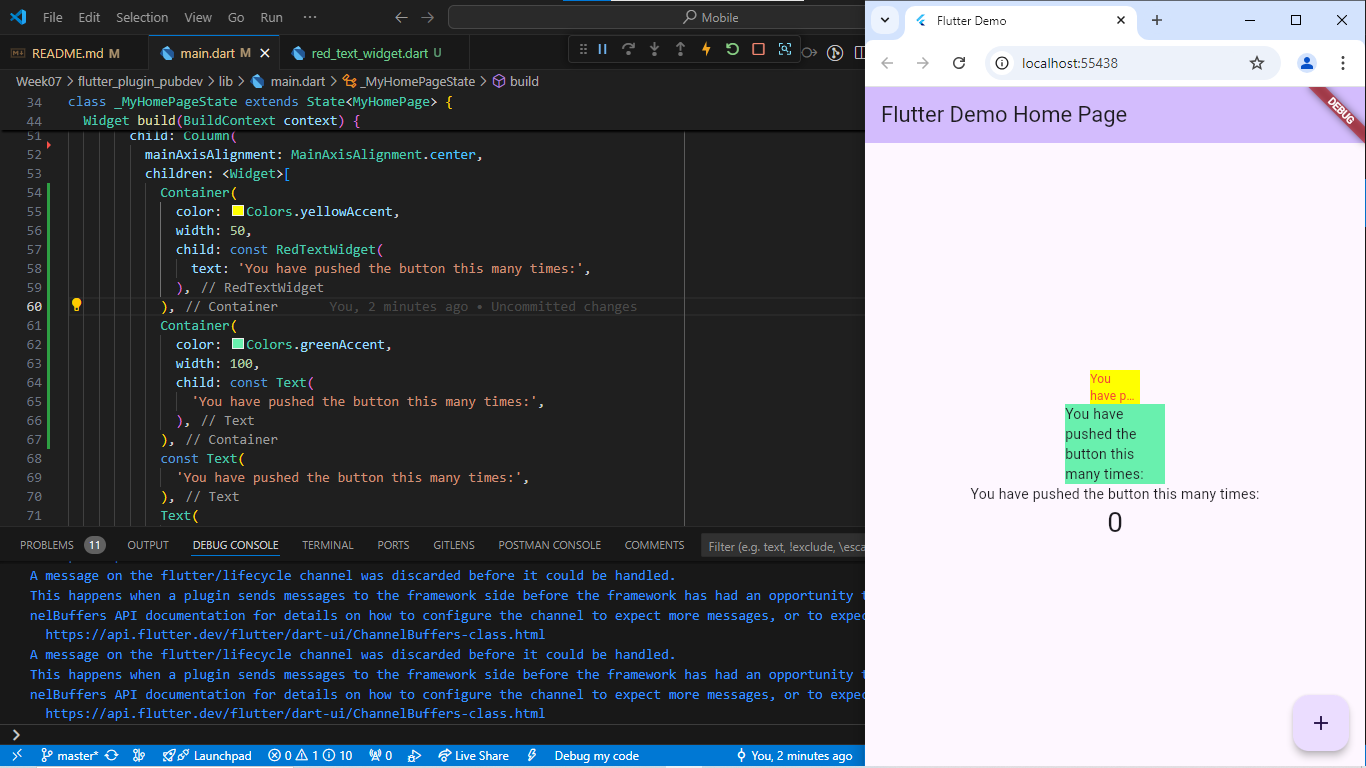 File Edit Selection View Go Run ··· Mobile
README.md M main.dart M red_text_widget.dart U
Week07 > flutter_plugin_pubdev > lib > main.dart > _MyHomePageState > build
34 class _MyHomePageState extends State<MyHomePage> {
44 Widget build(BuildContext context) {
51 child: Column(
52 mainAxisAlignment: MainAxisAlignment.center,
53 children: <Widget>[
54 Container(
55 color: Colors.yellowAccent,
56 width: 50,
57 child: const RedTextWidget(
58 text: 'You have pushed the button this many times:',
59 ), // RedTextWidget
60 ), // Container You, 2 minutes ago • Uncommitted changes
61 Container(
62 color: Colors.greenAccent,
63 width: 100,
64 child: const Text(
65 'You have pushed the button this many times:',
66 ), // Text
67 ), // Container
68 const Text(
69 'You have pushed the button this many times:',
70 ), // Text
71 Text(
PROBLEMS 11 OUTPUT DEBUG CONSOLE TERMINAL PORTS GITLENS POSTMAN CONSOLE COMMENTS Filter (e.g. text, !exclude, \esca
A message on the flutter/lifecycle channel was discarded before it could be handled.
This happens when a plugin sends messages to the framework side before the framework has had an opportunity t
nelBuffers API documentation for details on how to configure the channel to expect more messages, or to expec
https://api.flutter.dev/flutter/dart-ui/ChannelBuffers-class.html
A message on the flutter/lifecycle channel was discarded before it could be handled.
This happens when a plugin sends messages to the framework side before the framework has had an opportunity t
nelBuffers API documentation for details on how to configure the channel to expect more messages, or to expec
https://api.flutter.dev/flutter/dart-ui/ChannelBuffers-class.html
master* Launchpad 0 1 10 0 Live Share Debug my code You, 2 minutes ago
Flutter Demo
localhost:55438
Flutter Demo Home Page
DEBUG
You
have p…
You have
pushed the
button this
many times:
You have pushed the button this many times:
0
+